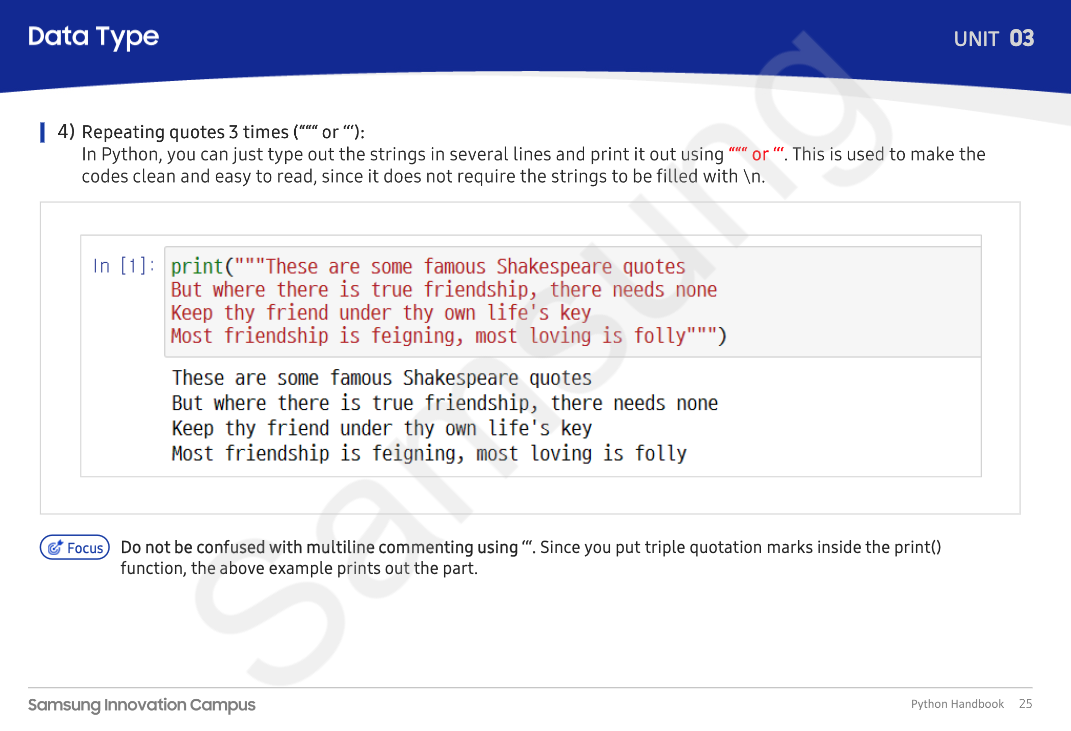 Data Type
UNIT 03
4) Repeating quotes 3 times (“““ or ‘‘‘):
In Python, you can just type out the strings in several lines and print it out using “““ or ‘‘‘. This is used to make the
codes clean and easy to read, since it does not require the strings to be filled with \n.
In [1]: print("""These are some famous Shakespeare quotes
But where there is true friendship, there needs none
Keep thy friend under thy own life's key
Most friendship is feigning, most loving is folly""")
These are some famous Shakespeare quotes
But where there is true friendship, there needs none
Keep thy friend under thy own life's key
Most friendship is feigning, most loving is folly
Focus Do not be confused with multiline commenting using ‘‘‘. Since you put triple quotation marks inside the print()
function, the above example prints out the part.
Samsung
Samsung Innovation Campus
Python Handbook 25